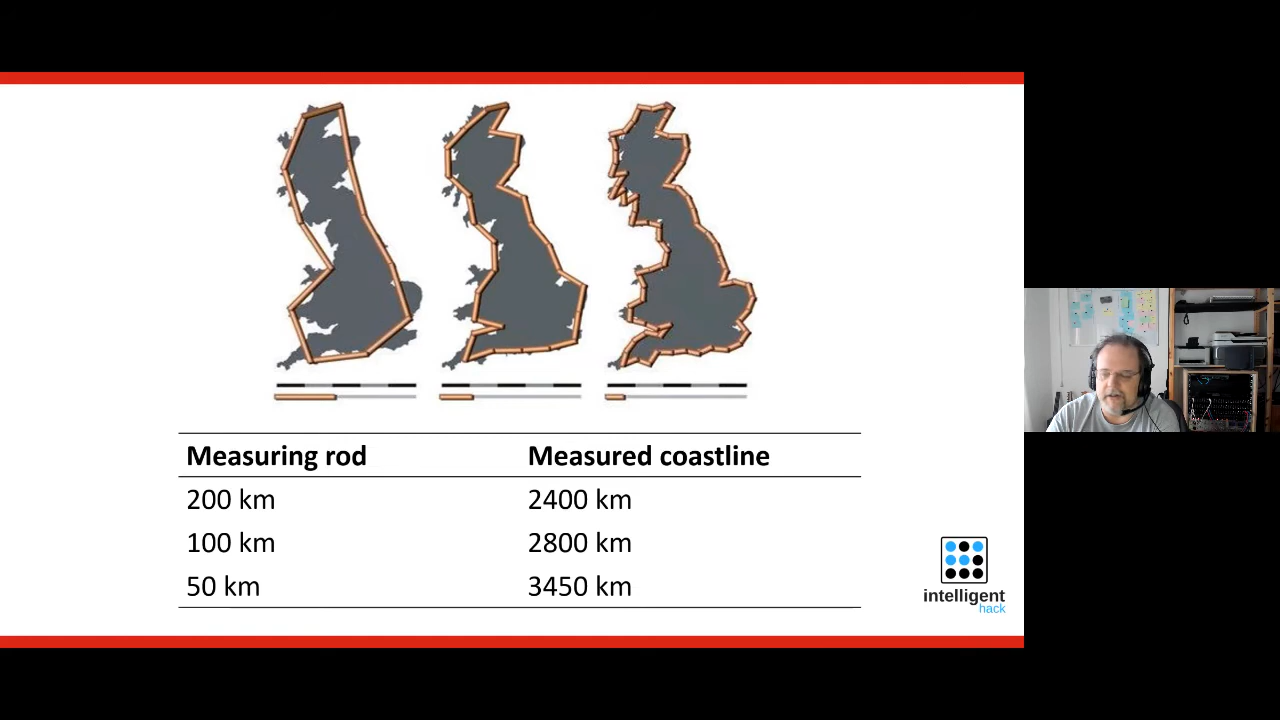 Measuring rod Measured coastline
200 km 2400 km
100 km 2800 km
50 km 3450 km
intelligent
hack